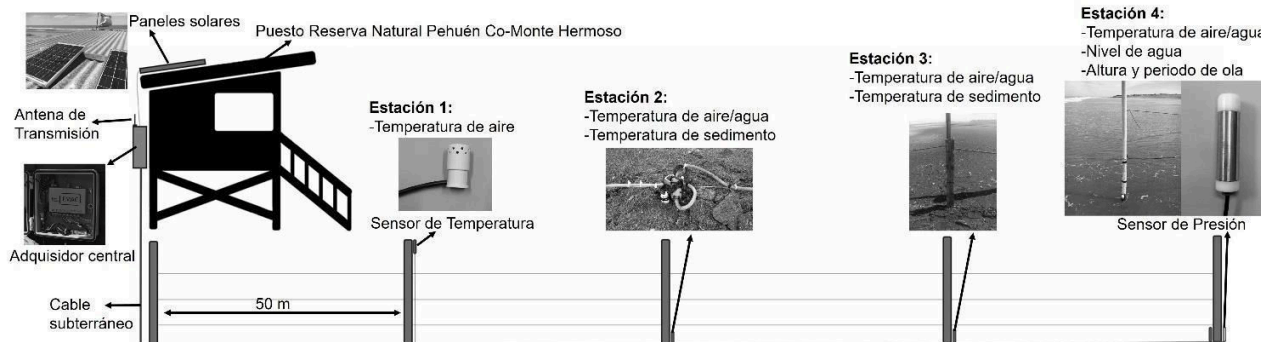 Paneles solares
Puesto Reserva Natural Pehuén Co-Monte Hermoso
Antena de
Transmisión
Adquisidor central
Cable
subterráneo
50 m
Estación 1:
-Temperatura de aire
Sensor de Temperatura
Estación 2:
-Temperatura de aire/agua
-Temperatura de sedimento
Estación 3:
-Temperatura de aire/agua
-Temperatura de sedimento
Estación 4:
-Temperatura de aire/agua
-Nivel de agua
-Altura y periodo de ola
Sensor de Presión